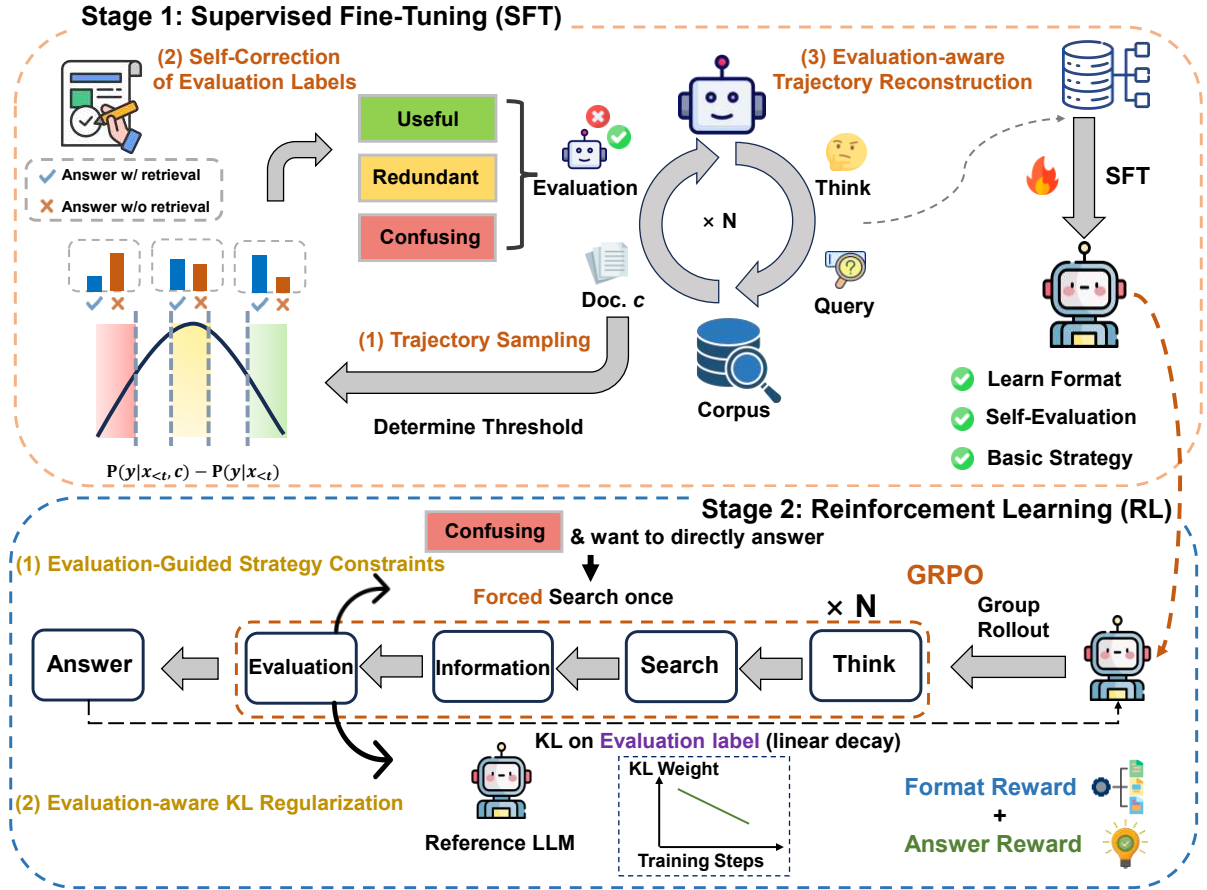 Stage 1: Supervised Fine-Tuning (SFT)
(2) Self-Correction
of Evaluation Labels
(3) Evaluation-aware
Trajectory Reconstruction
Useful
Redundant
Confusing
Evaluation
Think
× N
Query
Doc. c
Corpus
SFT
Answer w/ retrieval
Answer w/o retrieval
(1) Trajectory Sampling
Determine Threshold
P(y|x<t, c) − P(y|x<t)
Learn Format
Self-Evaluation
Basic Strategy
Stage 2: Reinforcement Learning (RL)
Confusing
& want to directly answer
(1) Evaluation-Guided Strategy Constraints
Forced Search once
GRPO
× N
Group
Rollout
Answer
Evaluation
Information
Search
Think
KL on Evaluation label (linear decay)
(2) Evaluation-aware KL Regularization
Reference LLM
KL Weight
Training Steps
Format Reward
+
Answer Reward